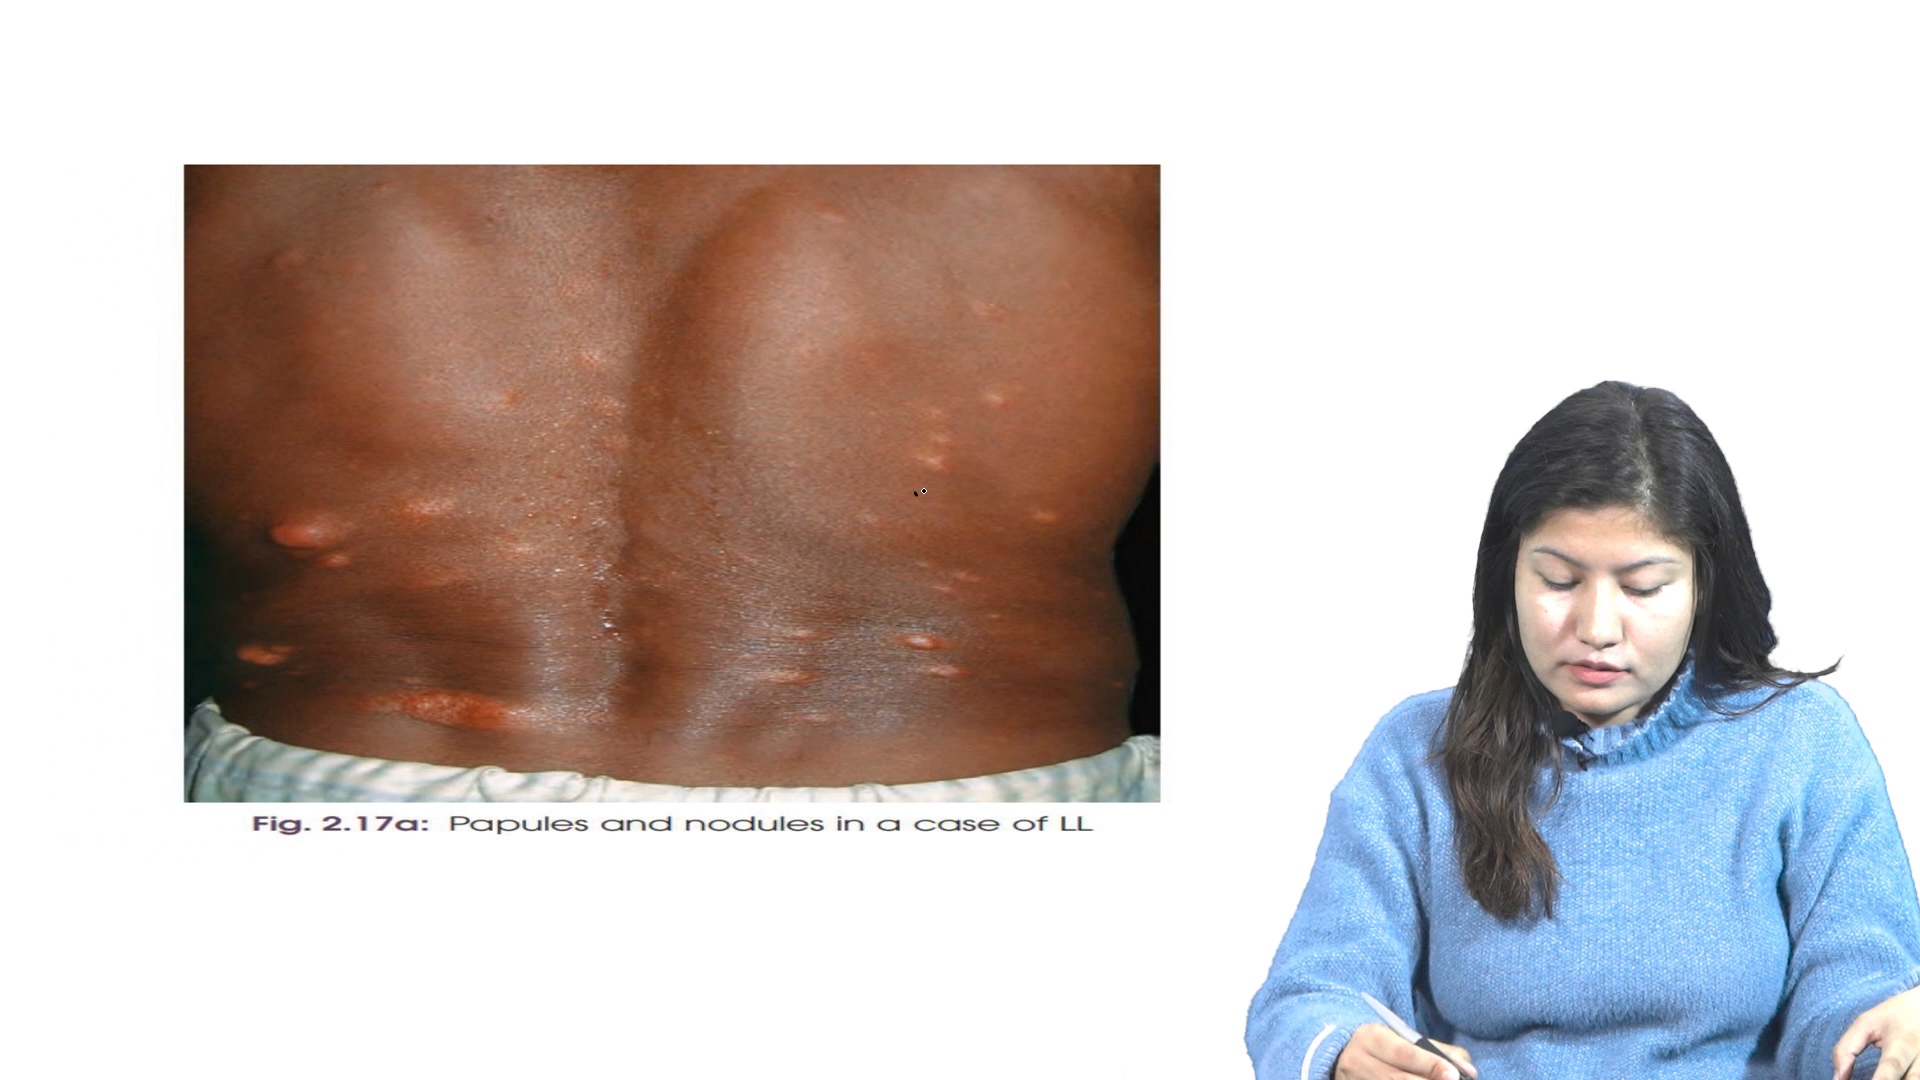 Fig. 2.17a: Papules and nodules in a case of LL